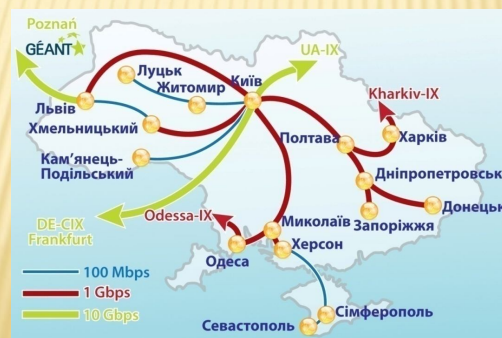 Poznań
GÉANT
UA-IX
Луцьк
Житомир
Київ
Kharkiv-IX
Львів
Хмельницький
Полтава
Харків
Кам’янець-
Подільський
Дніпропетровськ
DE-CIX
Frankfurt
Odessa-IX
Миколаїв
Донецьк
Запоріжжя
Херсон
Одеса
100 Mbps
1 Gbps
10 Gbps
Сімферополь
Севастополь